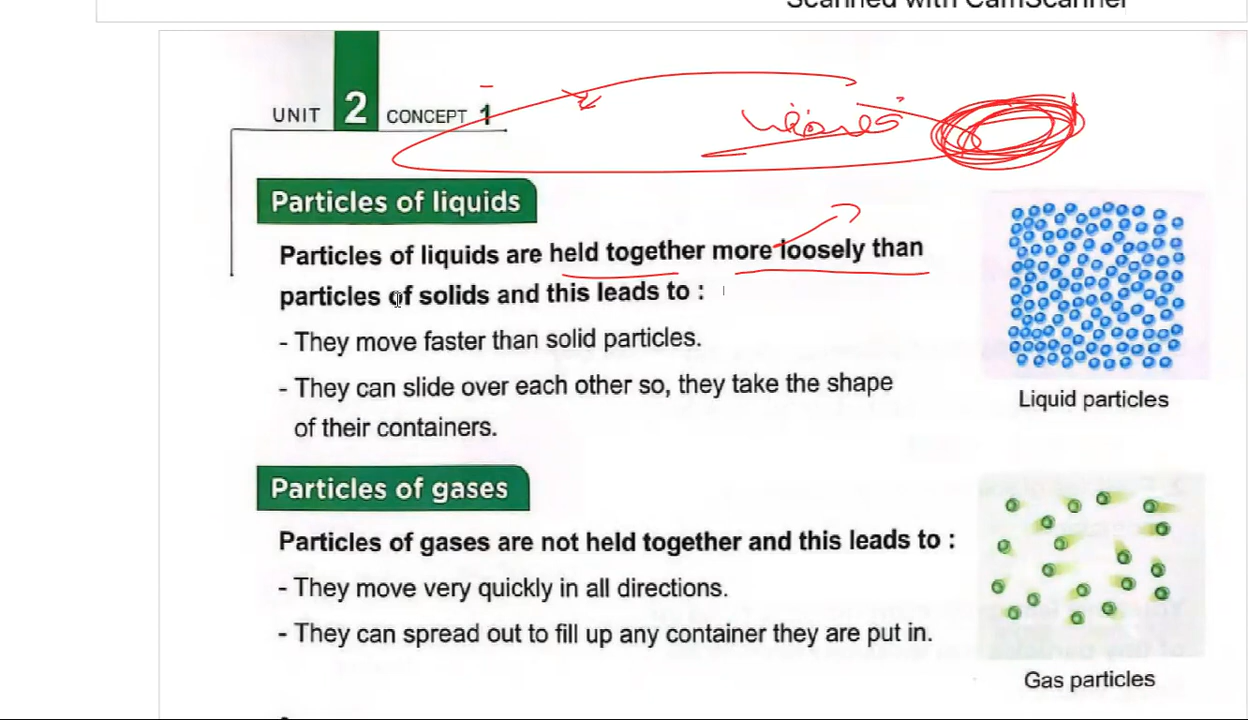 Scanned with CamScanner
UNIT 2 CONCEPT 1
Particles of liquids
Particles of liquids are held together more loosely than
particles of solids and this leads to :
- They move faster than solid particles.
- They can slide over each other so, they take the shape
of their containers.
Liquid particles
Particles of gases
Particles of gases are not held together and this leads to :
- They move very quickly in all directions.
- They can spread out to fill up any container they are put in.
Gas particles